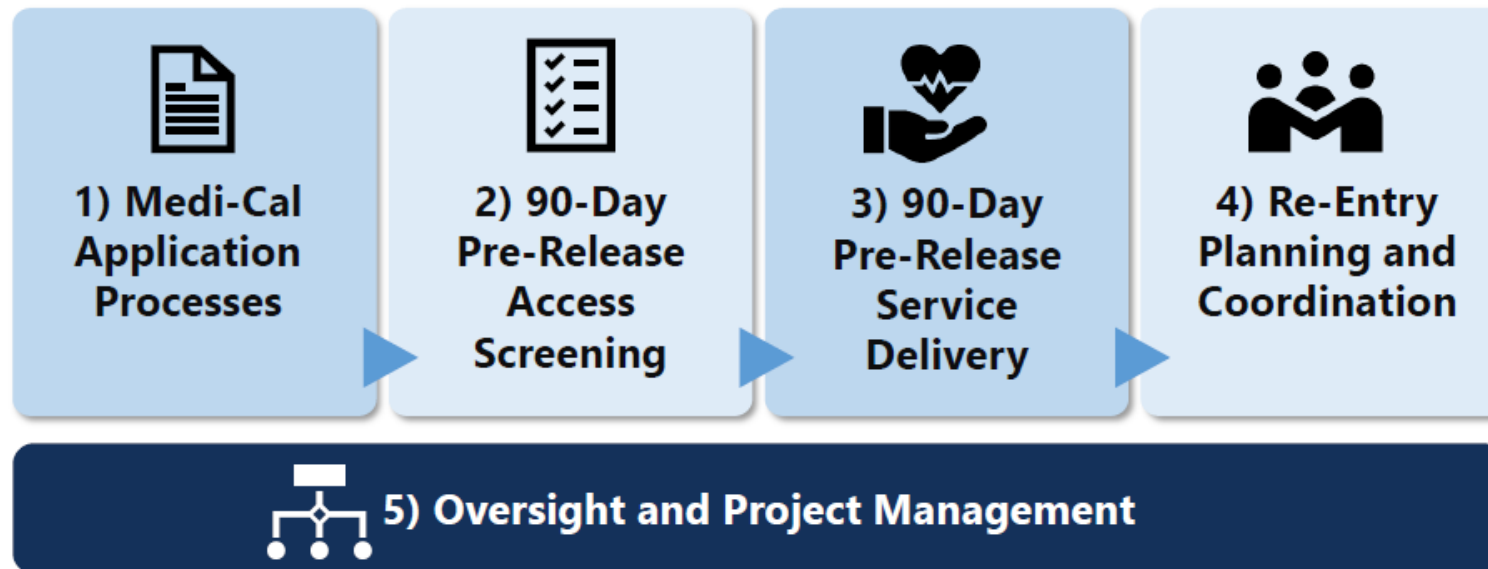 1) Medi-Cal
Application
Processes
2) 90-Day
Pre-Release
Access
Screening
3) 90-Day
Pre-Release
Service
Delivery
4) Re-Entry
Planning and
Coordination
5) Oversight and Project Management